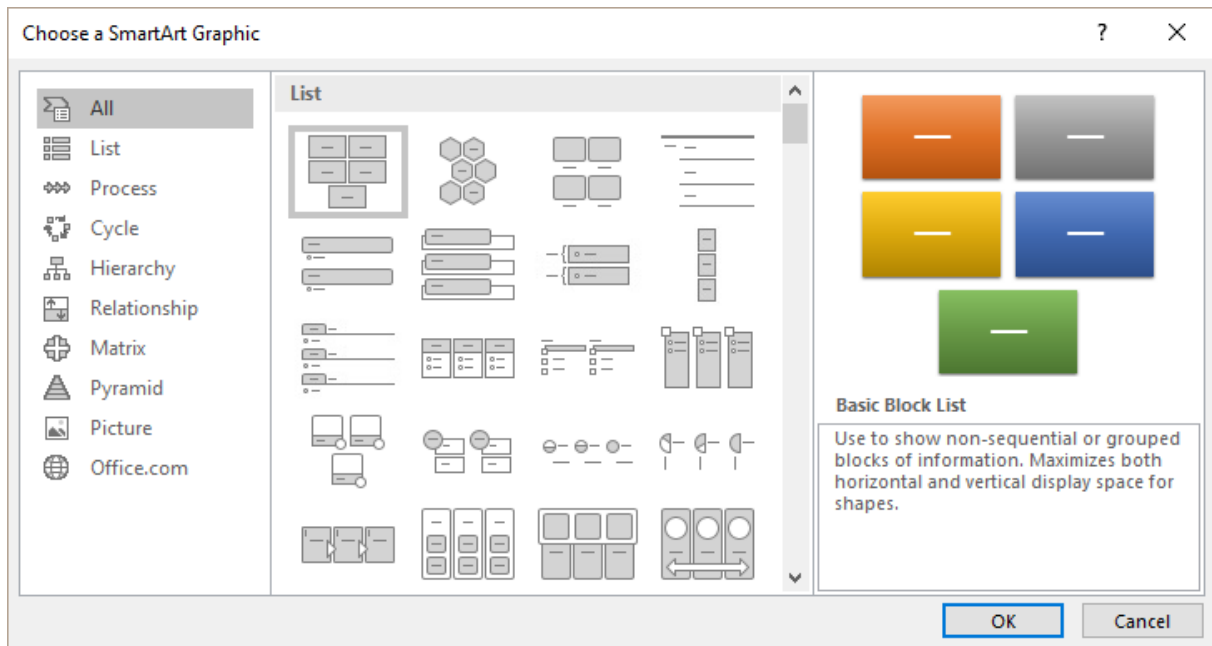 Choose a SmartArt Graphic
?
All
List
Process
Cycle
Hierarchy
Relationship
Matrix
Pyramid
Picture
Office.com
List
Basic Block List
Use to show non-sequential or grouped
blocks of information. Maximizes both
horizontal and vertical display space for
shapes.
OK
Cancel